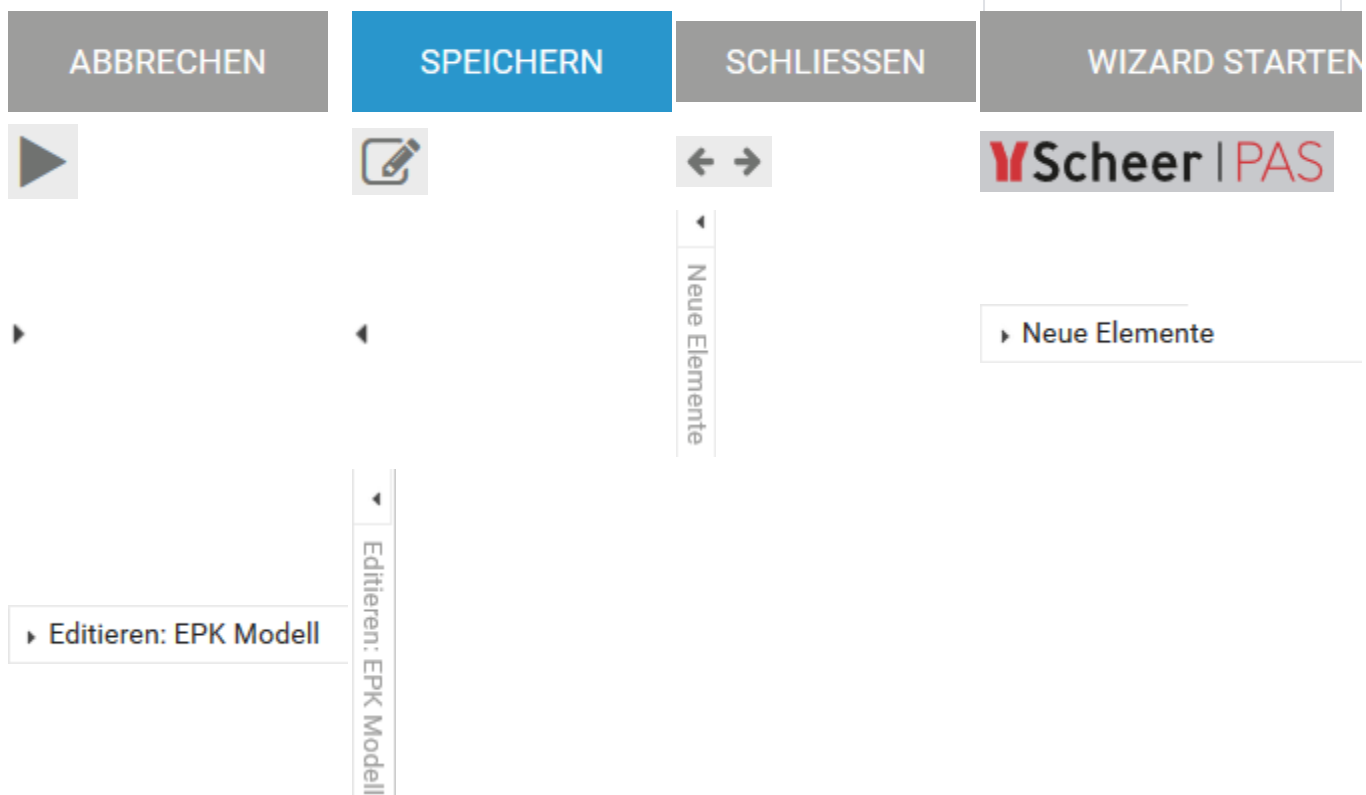 ABBRECHEN
SPEICHERN
SCHLIESSEN
WIZARD STARTEN
Scheer PAS
Neue Elemente
Neue Elemente
Editieren: EPK Modell
Editieren: EPK Modell